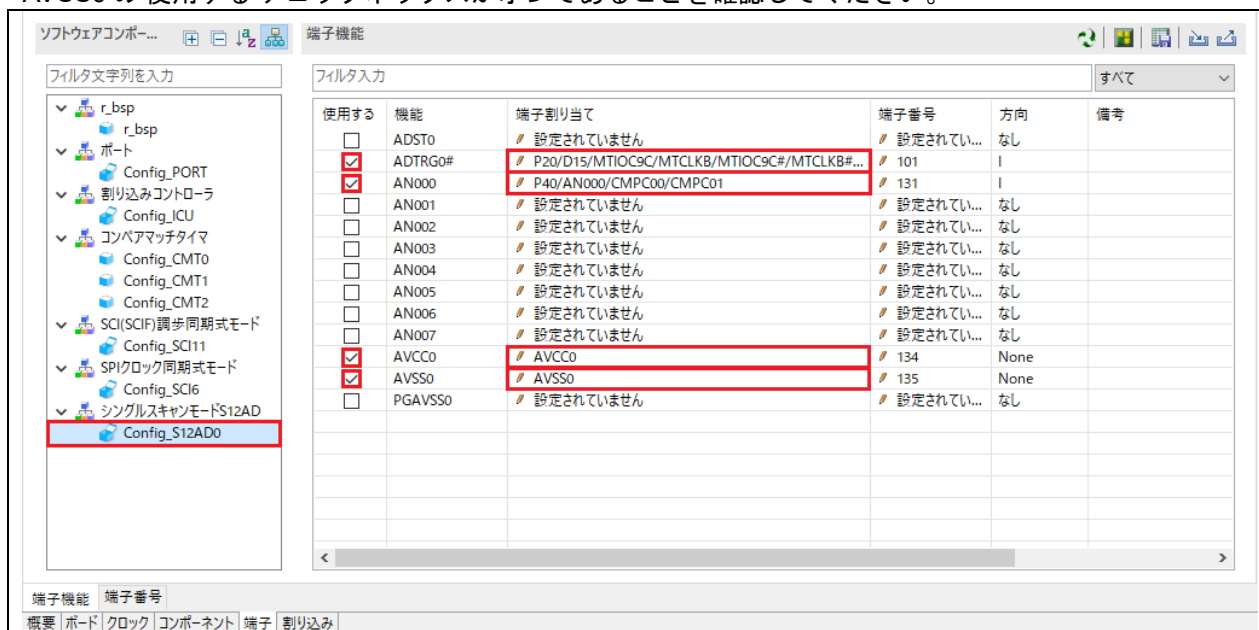 ソフトウェアコンポー... 端子機能
フィルタ文字列を入力 フィルタ入力 すべて
r_bsp
r_bsp
ポート
Config_PORT
割り込みコントローラ
Config_ICU
コンペアマッチタイマ
Config_CMT0
Config_CMT1
Config_CMT2
SCI(SCIF)調歩同期式モード
Config_SCI11
SPIクロック同期式モード
Config_SCI6
シングルスキャンモードS12AD
Config_S12AD0
使用する 機能 端子割り当て 端子番号 方向 備考
ADST0 設定されていません 設定されてい... なし
ADTRG0# P20/D15/MTIOC9C/MTCLKB/MTIOC9C#/MTCLKB#... 101 I
AN000 P40/AN000/CMPC00/CMPC01 131 I
AN001 設定されていません 設定されてい... なし
AN002 設定されていません 設定されてい... なし
AN003 設定されていません 設定されてい... なし
AN004 設定されていません 設定されてい... なし
AN005 設定されていません 設定されてい... なし
AN006 設定されていません 設定されてい... なし
AN007 設定されていません 設定されてい... なし
AVCC0 AVCC0 134 None
AVSS0 AVSS0 135 None
PGAVSS0 設定されていません 設定されてい... なし
端子機能 端子番号
概要 ボード クロック コンポーネント 端子 割り込み